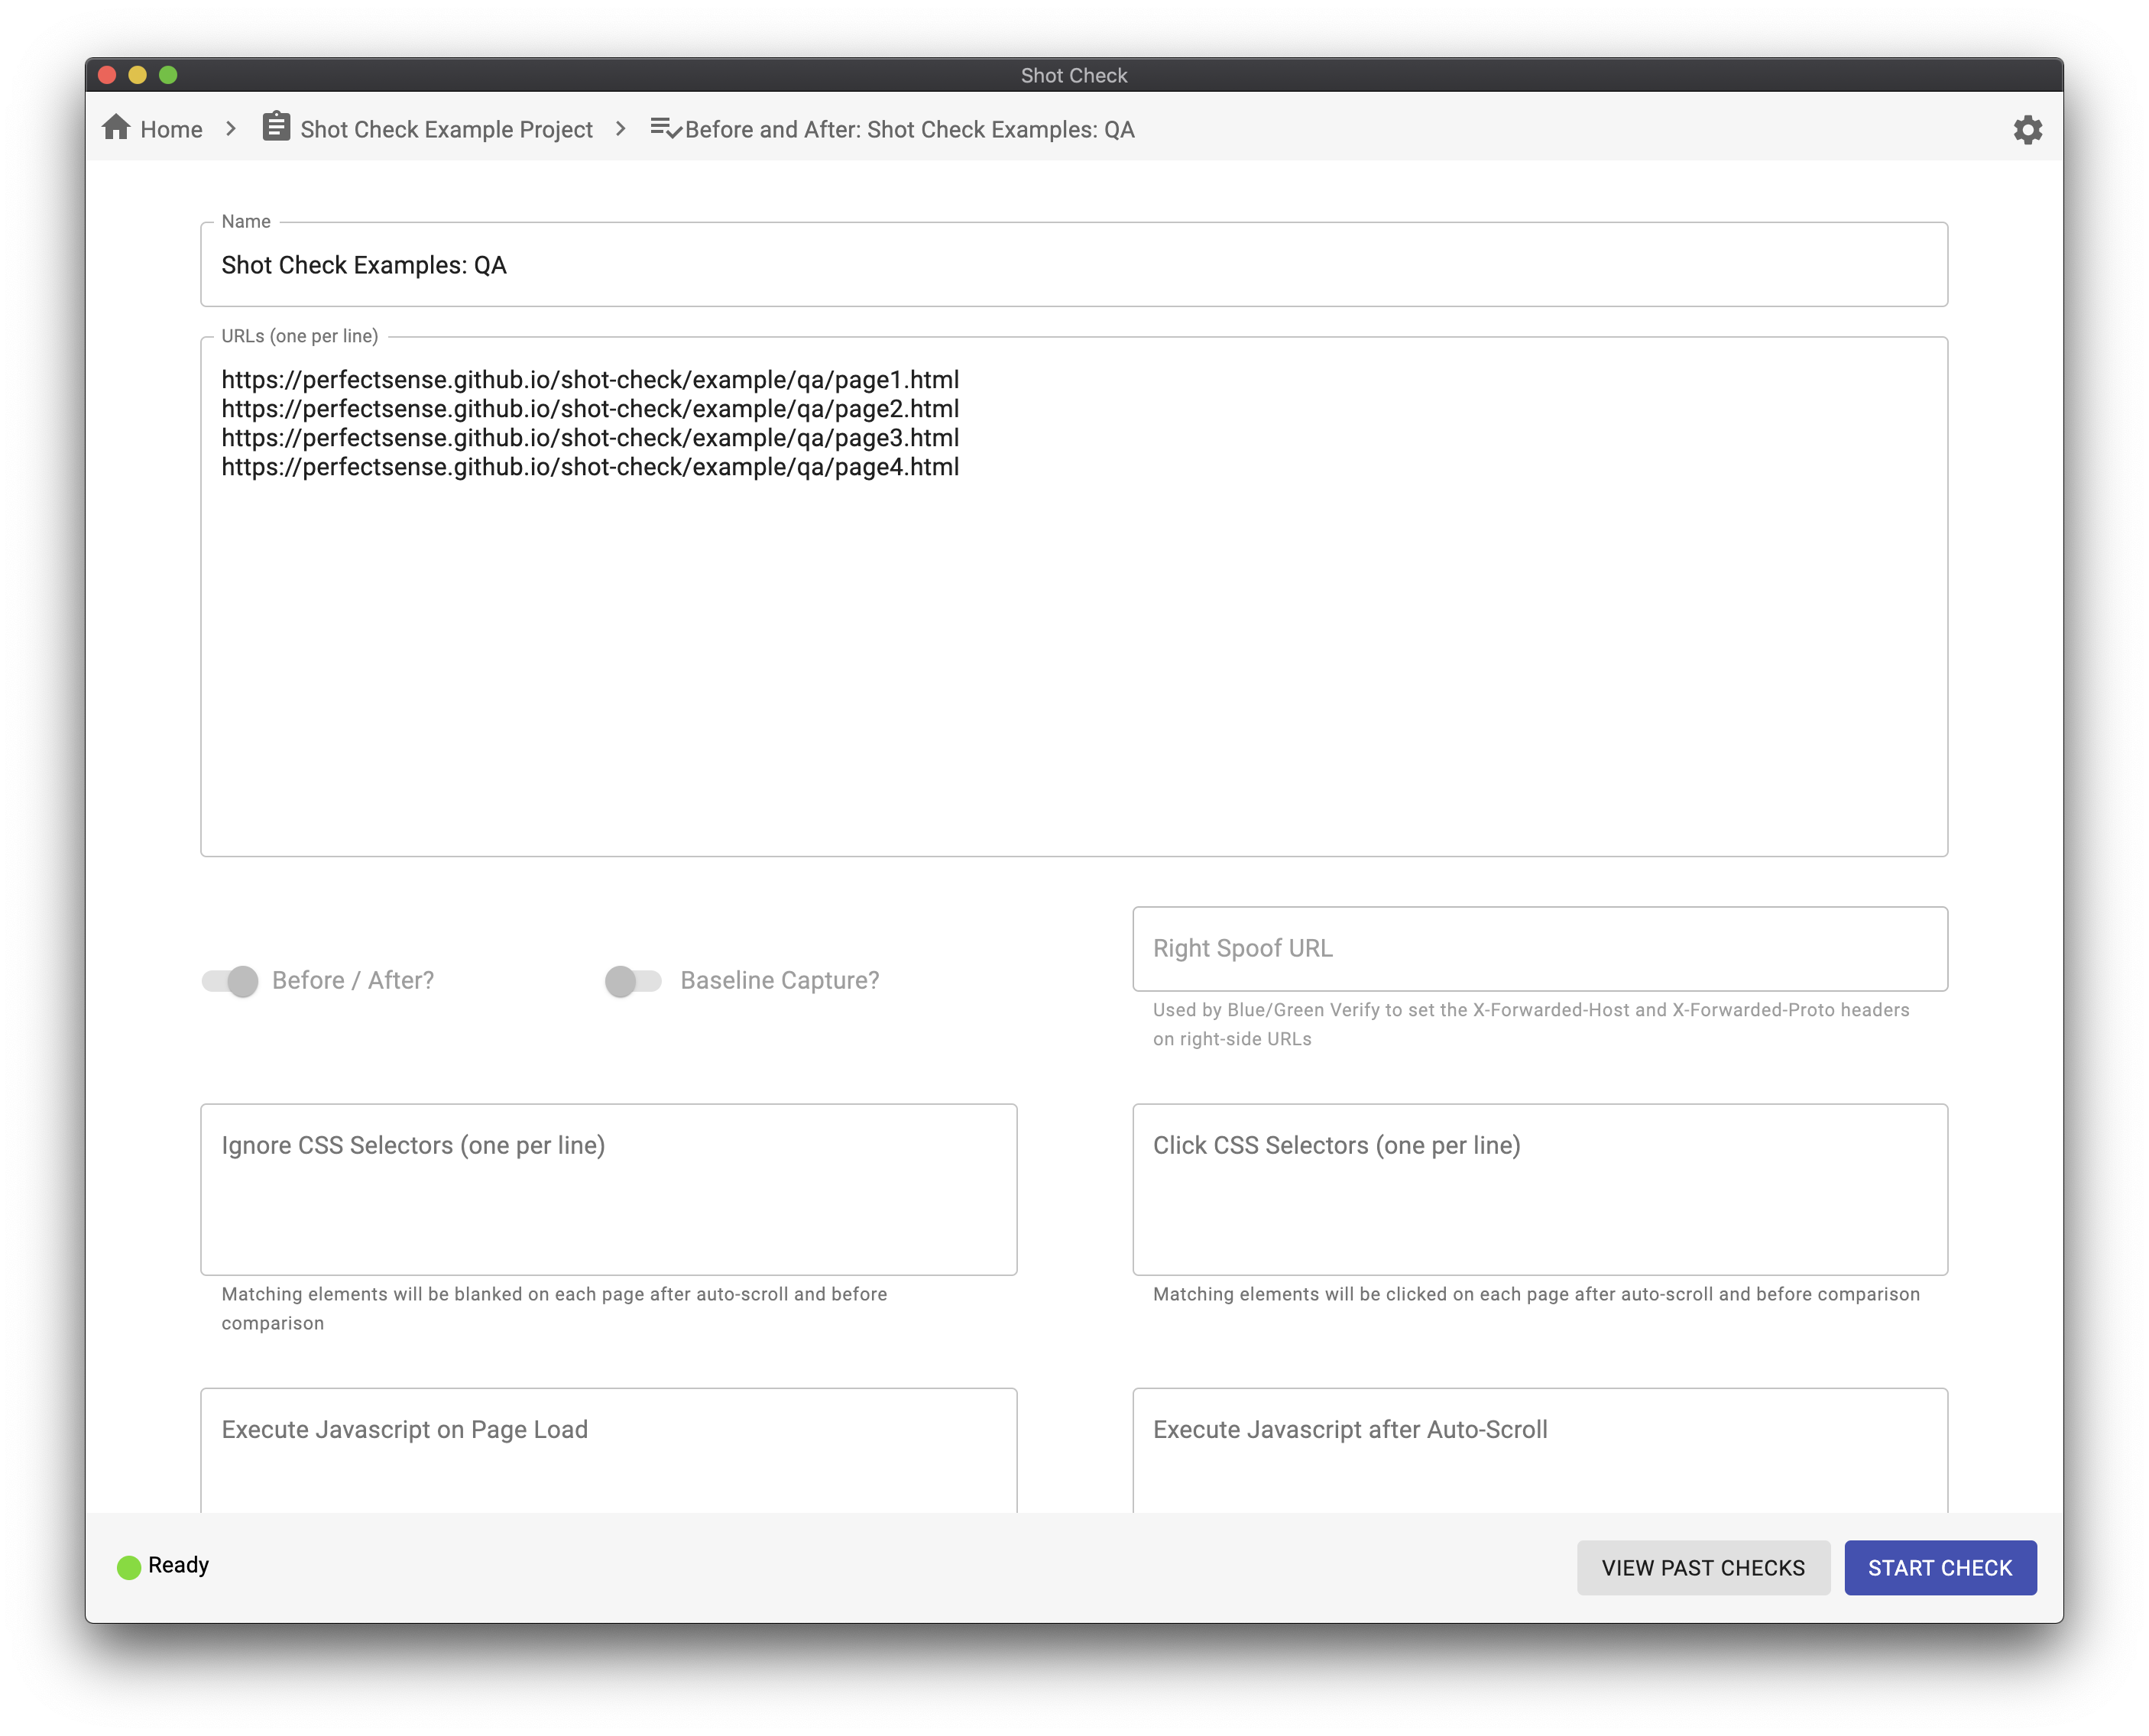 Shot Check
Home
Shot Check Example Project
Before and After: Shot Check Examples: QA
Name
Shot Check Examples: QA
URLs (one per line)
https://perfectsense.github.io/shot-check/example/qa/page1.html
https://perfectsense.github.io/shot-check/example/qa/page2.html
https://perfectsense.github.io/shot-check/example/qa/page3.html
https://perfectsense.github.io/shot-check/example/qa/page4.html
Before / After?
Baseline Capture?
Right Spoof URL
Used by Blue/Green Verify to set the X-Forwarded-Host and X-Forwarded-Proto headers
on right-side URLs
Ignore CSS Selectors (one per line)
Matching elements will be blanked on each page after auto-scroll and before
comparison
Click CSS Selectors (one per line)
Matching elements will be clicked on each page after auto-scroll and before comparison
Execute Javascript on Page Load
Execute Javascript after Auto-Scroll
Ready
VIEW PAST CHECKS
START CHECK